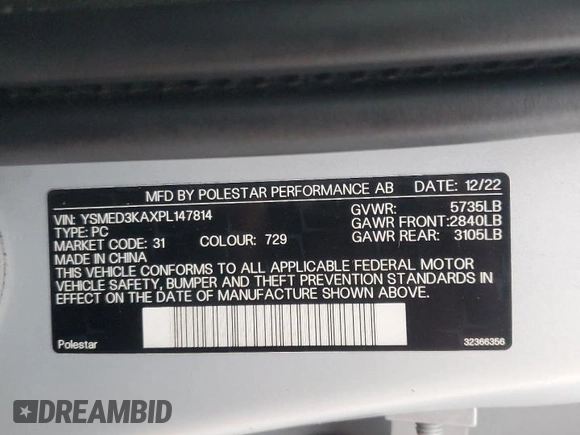 MFD BY POLESTAR PERFORMANCE AB DATE: 12/22
VIN: YSMED3KAXPL147814 GVWR: 5735LB
TYPE: PC GAWR FRONT: 2840LB
MARKET CODE: 31 COLOUR: 729 GAWR REAR: 3105LB
MADE IN CHINA
THIS VEHICLE CONFORMS TO ALL APPLICABLE FEDERAL MOTOR
VEHICLE SAFETY, BUMPER AND THEFT PREVENTION STANDARDS IN
EFFECT ON THE DATE OF MANUFACTURE SHOWN ABOVE.
Polestar 32366356
DREAMBID